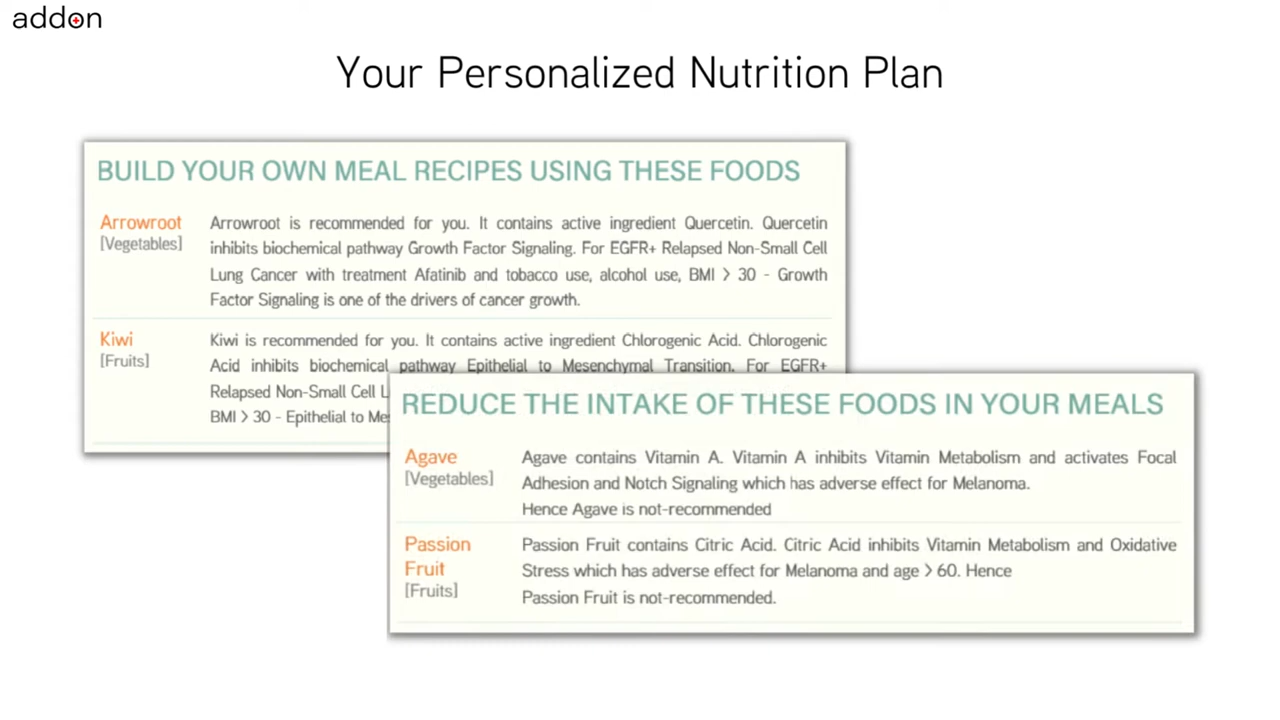 addon
Your Personalized Nutrition Plan
BUILD YOUR OWN MEAL RECIPES USING THESE FOODS
Arrowroot
[Vegetables]
Arrowroot is recommended for you. It contains active ingredient Quercetin. Quercetin
inhibits biochemical pathway Growth Factor Signaling. For EGFR+ Relapsed Non-Small Cell
Lung Cancer with treatment Afatinib and tobacco use, alcohol use, BMI > 30 - Growth
Factor Signaling is one of the drivers of cancer growth.
Kiwi
[Fruits]
Kiwi is recommended for you. It contains active ingredient Chlorogenic Acid. Chlorogenic
Acid inhibits biochemical pathway Epithelial to Mesenchymal Transition. For EGFR+
Relapsed Non-Small Cell L
BMI > 30 - Epithelial to Me
REDUCE THE INTAKE OF THESE FOODS IN YOUR MEALS
Agave
[Vegetables]
Agave contains Vitamin A. Vitamin A inhibits Vitamin Metabolism and activates Focal
Adhesion and Notch Signaling which has adverse effect for Melanoma.
Hence Agave is not-recommended
Passion
Fruit
[Fruits]
Passion Fruit contains Citric Acid. Citric Acid inhibits Vitamin Metabolism and Oxidative
Stress which has adverse effect for Melanoma and age > 60. Hence
Passion Fruit is not-recommended.